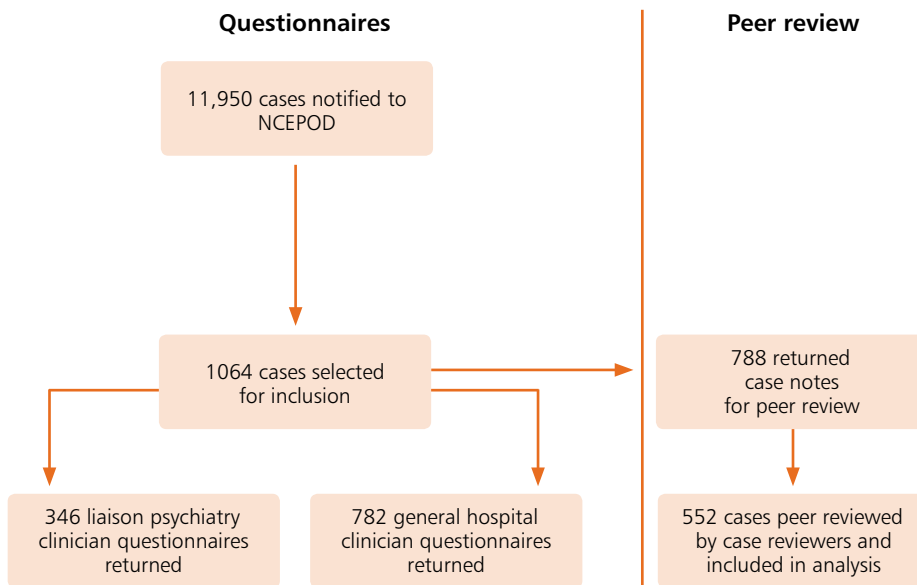 Questionnaires
Peer review
11,950 cases notified to
NCEPOD
1064 cases selected
for inclusion
788 returned
case notes
for peer review
346 liaison psychiatry
clinician questionnaires
returned
782 general hospital
clinician questionnaires
returned
552 cases peer reviewed
by case reviewers and
included in analysis